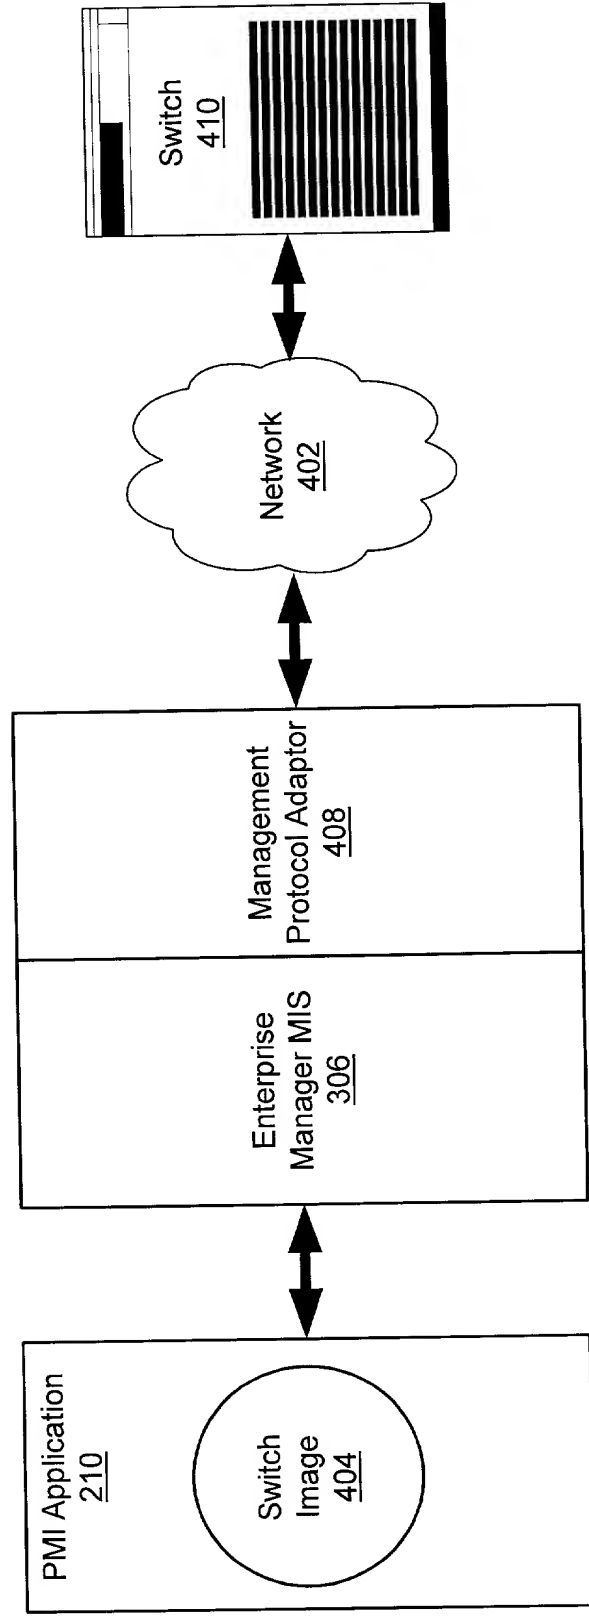 PMI Application
210
Switch
Image
404
Enterprise
Manager MIS
306
Management
Protocol Adaptor
408
Network
402
Switch
410